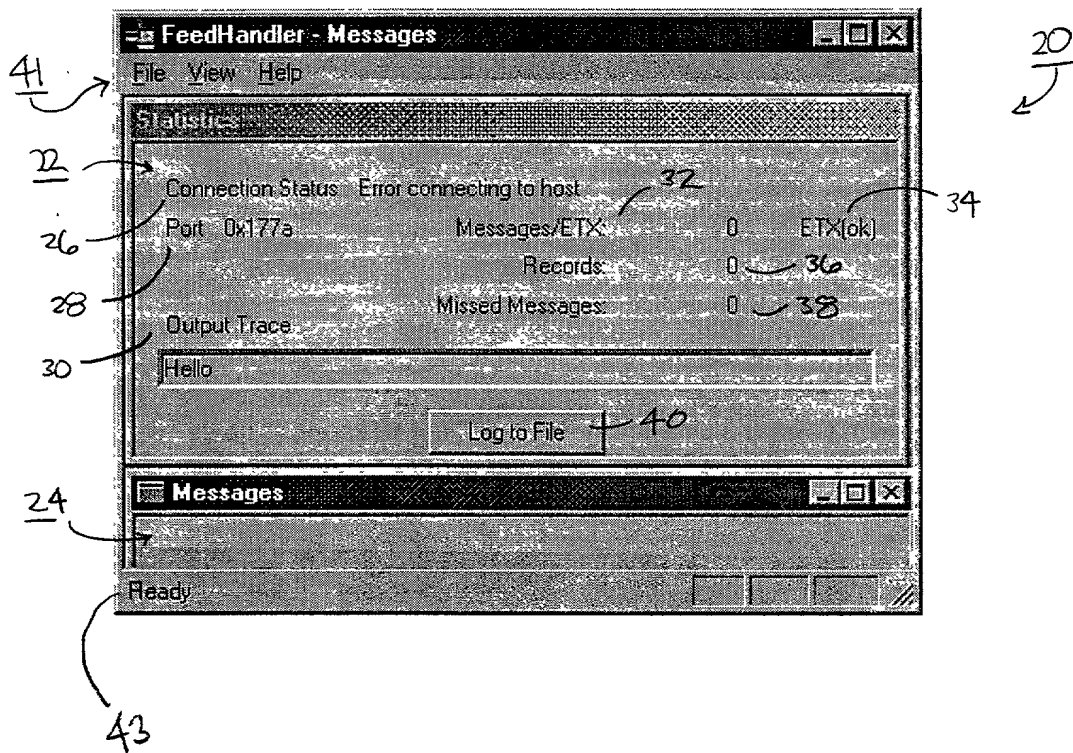 FeedHandler - Messages
20
41
File View Help
Statistics
22
Connection Status Error connecting to host
32
34
26
Port 0x177a Messages/ETX: 0 ETX(ok)
28
Records: 0 36
Missed Messages: 0 38
Output Trace
30
Hello
Log to File 40
Messages
24
Ready
43